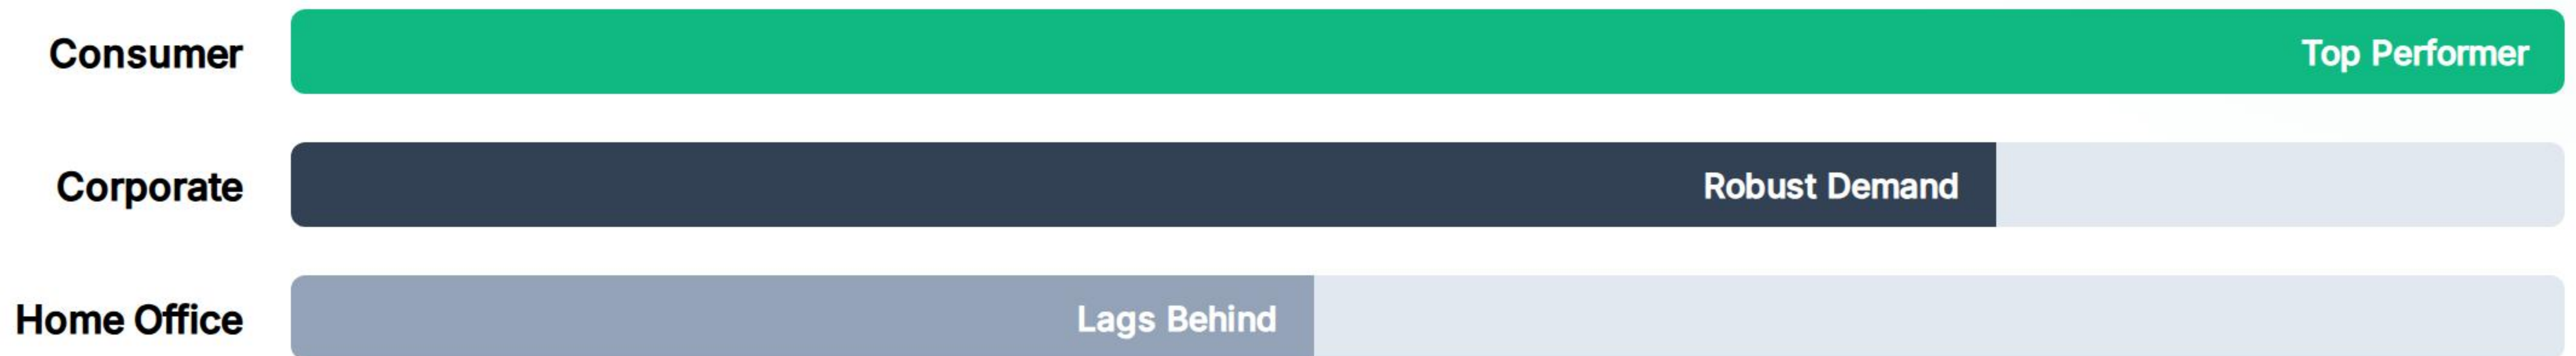 Consumer Top Performer
Corporate Robust Demand
Home Office Lags Behind